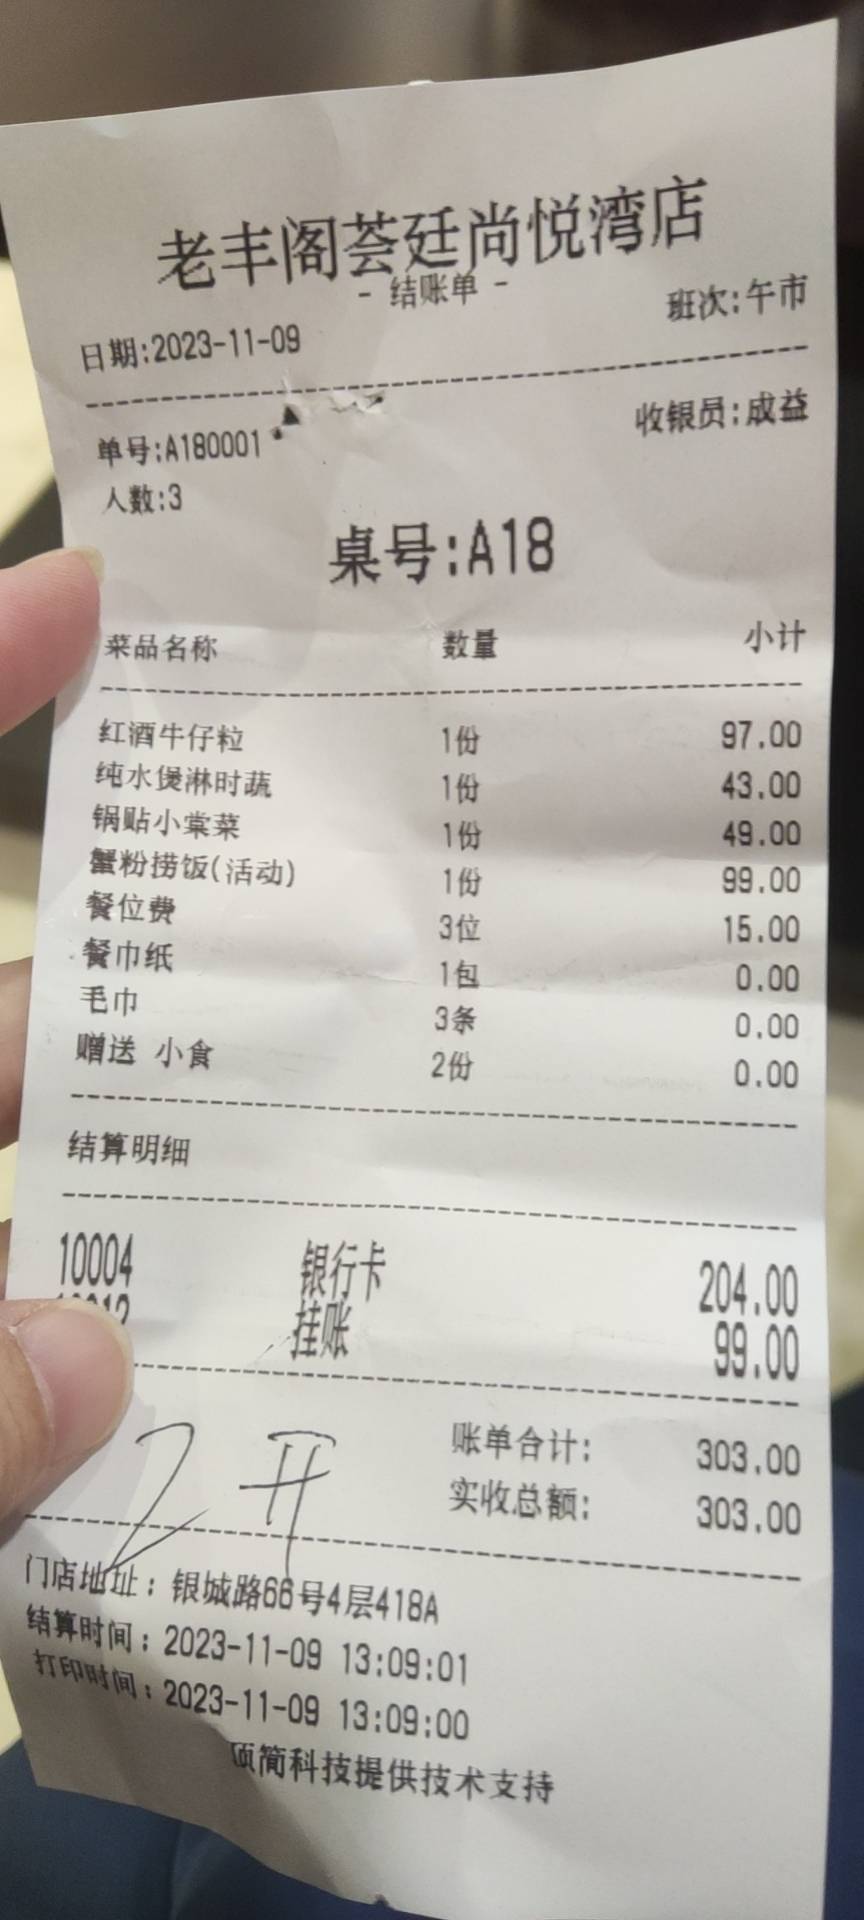 老丰阁荟廷尚悦湾店
- 结账单 -
日期:2023-11-09 班次:午市
单号:A180001 收银员:成益
人数:3
桌号:A18
菜品名称 数量 小计
红酒牛仔粒 1份 97.00
纯水煲淋时蔬 1份 43.00
锅贴小棠菜 1份 49.00
蟹粉捞饭(活动) 1份 99.00
餐位费 3位 15.00
餐巾纸 1包 0.00
毛巾 3条 0.00
赠送 小食 2份 0.00
结算明细
10004 银行卡 204.00
挂账 99.00
账单合计: 303.00
实收总额: 303.00
门店地址：银城路66号4层418A
结算时间：2023-11-09 13:09:01
打印时间：2023-11-09 13:09:00
顶简科技提供技术支持